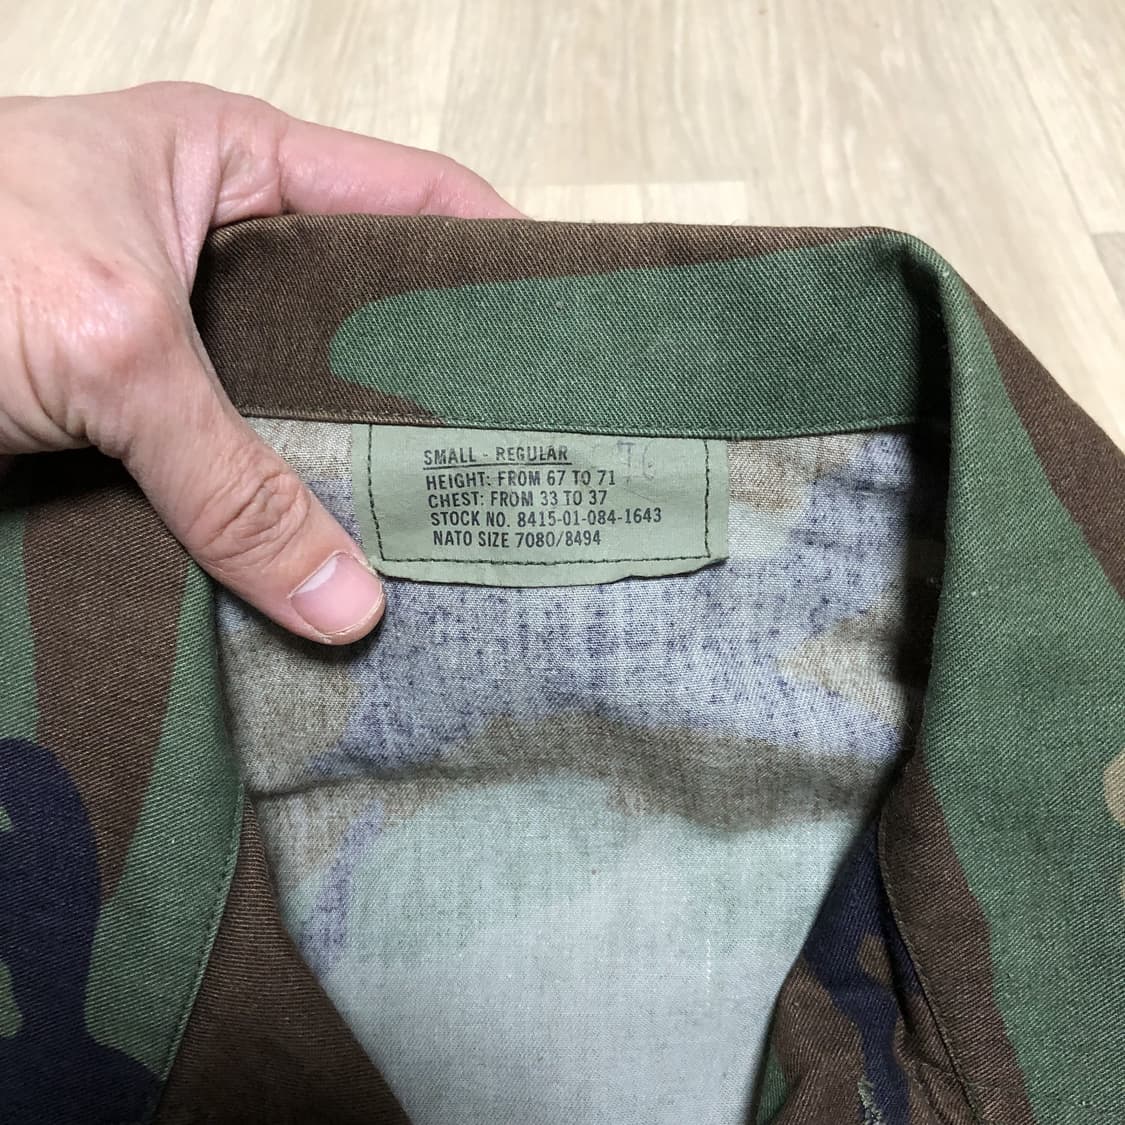 SMALL - REGULAR
HEIGHT: FROM 67 TO 71
CHEST: FROM 33 TO 37
STOCK NO. 8415-01-084-1643
NATO SIZE 7080/8494